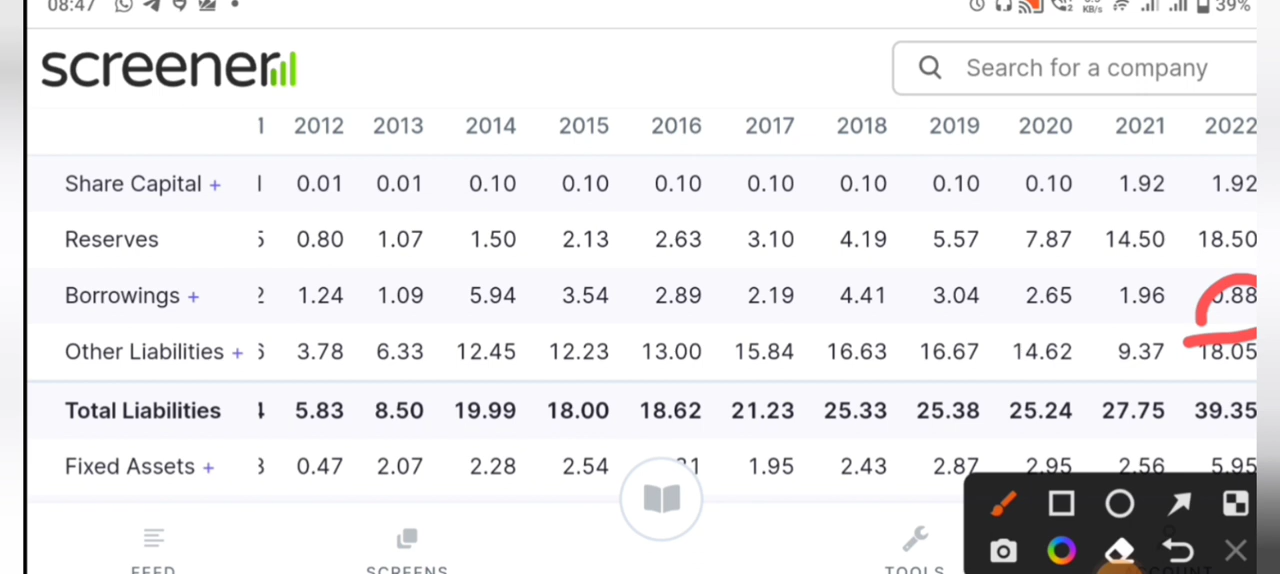 08:47 KB/s 39%
screener Search for a company
2012 2013 2014 2015 2016 2017 2018 2019 2020 2021 2022
Share Capital + 0.01 0.01 0.10 0.10 0.10 0.10 0.10 0.10 0.10 1.92 1.92
Reserves 0.80 1.07 1.50 2.13 2.63 3.10 4.19 5.57 7.87 14.50 18.50
Borrowings + 1.24 1.09 5.94 3.54 2.89 2.19 4.41 3.04 2.65 1.96 0.88
Other Liabilities + 3.78 6.33 12.45 12.23 13.00 15.84 16.63 16.67 14.62 9.37 18.05
Total Liabilities 5.83 8.50 19.99 18.00 18.62 21.23 25.33 25.38 25.24 27.75 39.35
Fixed Assets + 0.47 2.07 2.28 2.54 1.95 2.43 2.87 2.95 2.56 5.95
FEED SCREENS TOOLS ACCOUNT